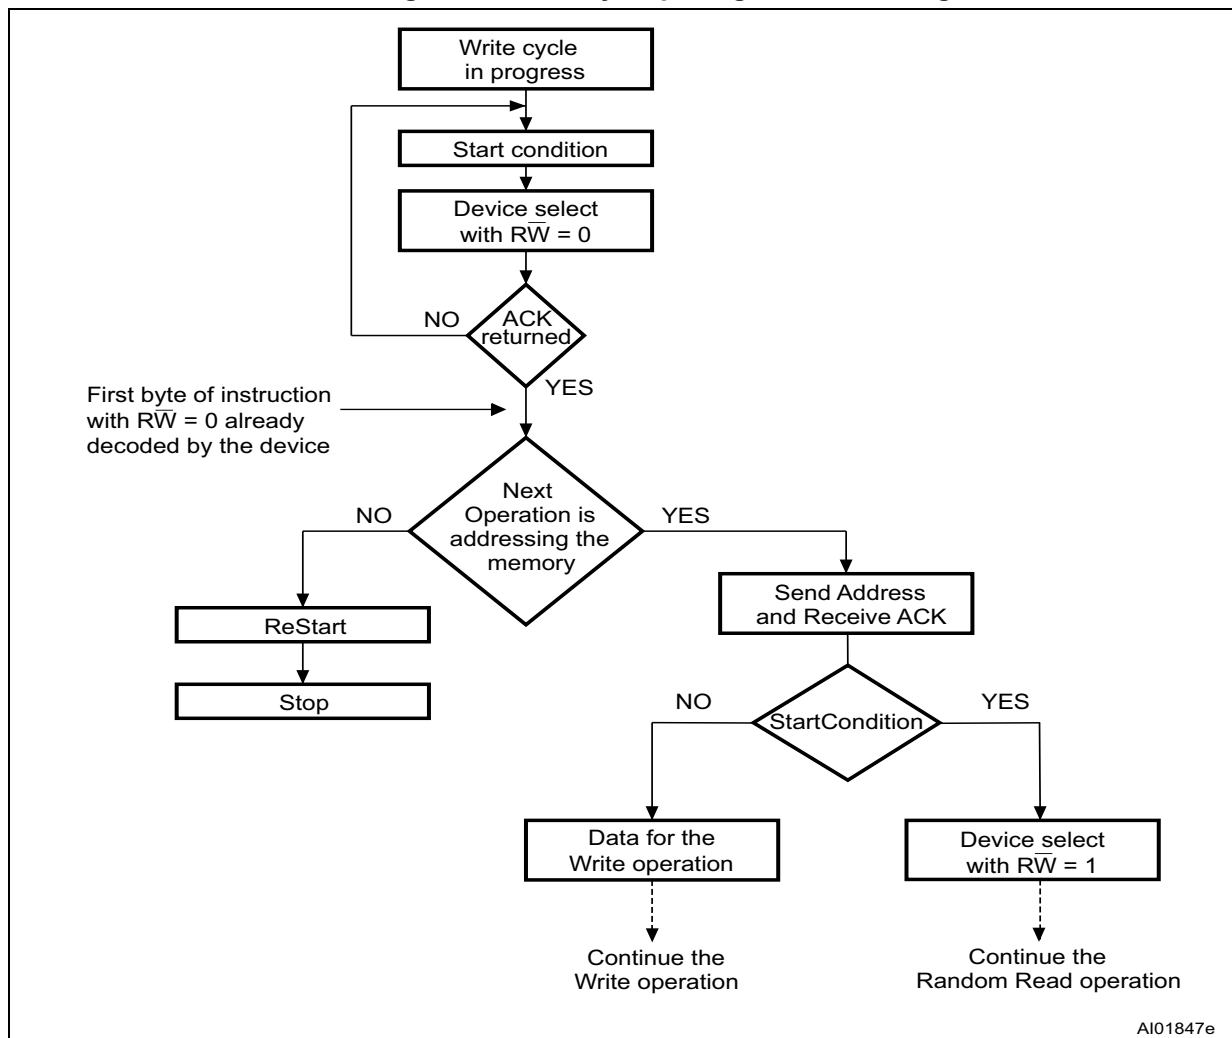 Write cycle
in progress
Start condition
Device select
with RW̅ = 0
NO
ACK
returned
YES
First byte of instruction
with RW̅ = 0 already
decoded by the device
NO
Next
Operation is
addressing the
memory
YES
Send Address
and Receive ACK
ReStart
Stop
NO
StartCondition
YES
Data for the
Write operation
Device select
with RW̅ = 1
Continue the
Write operation
Continue the
Random Read operation
AI01847e